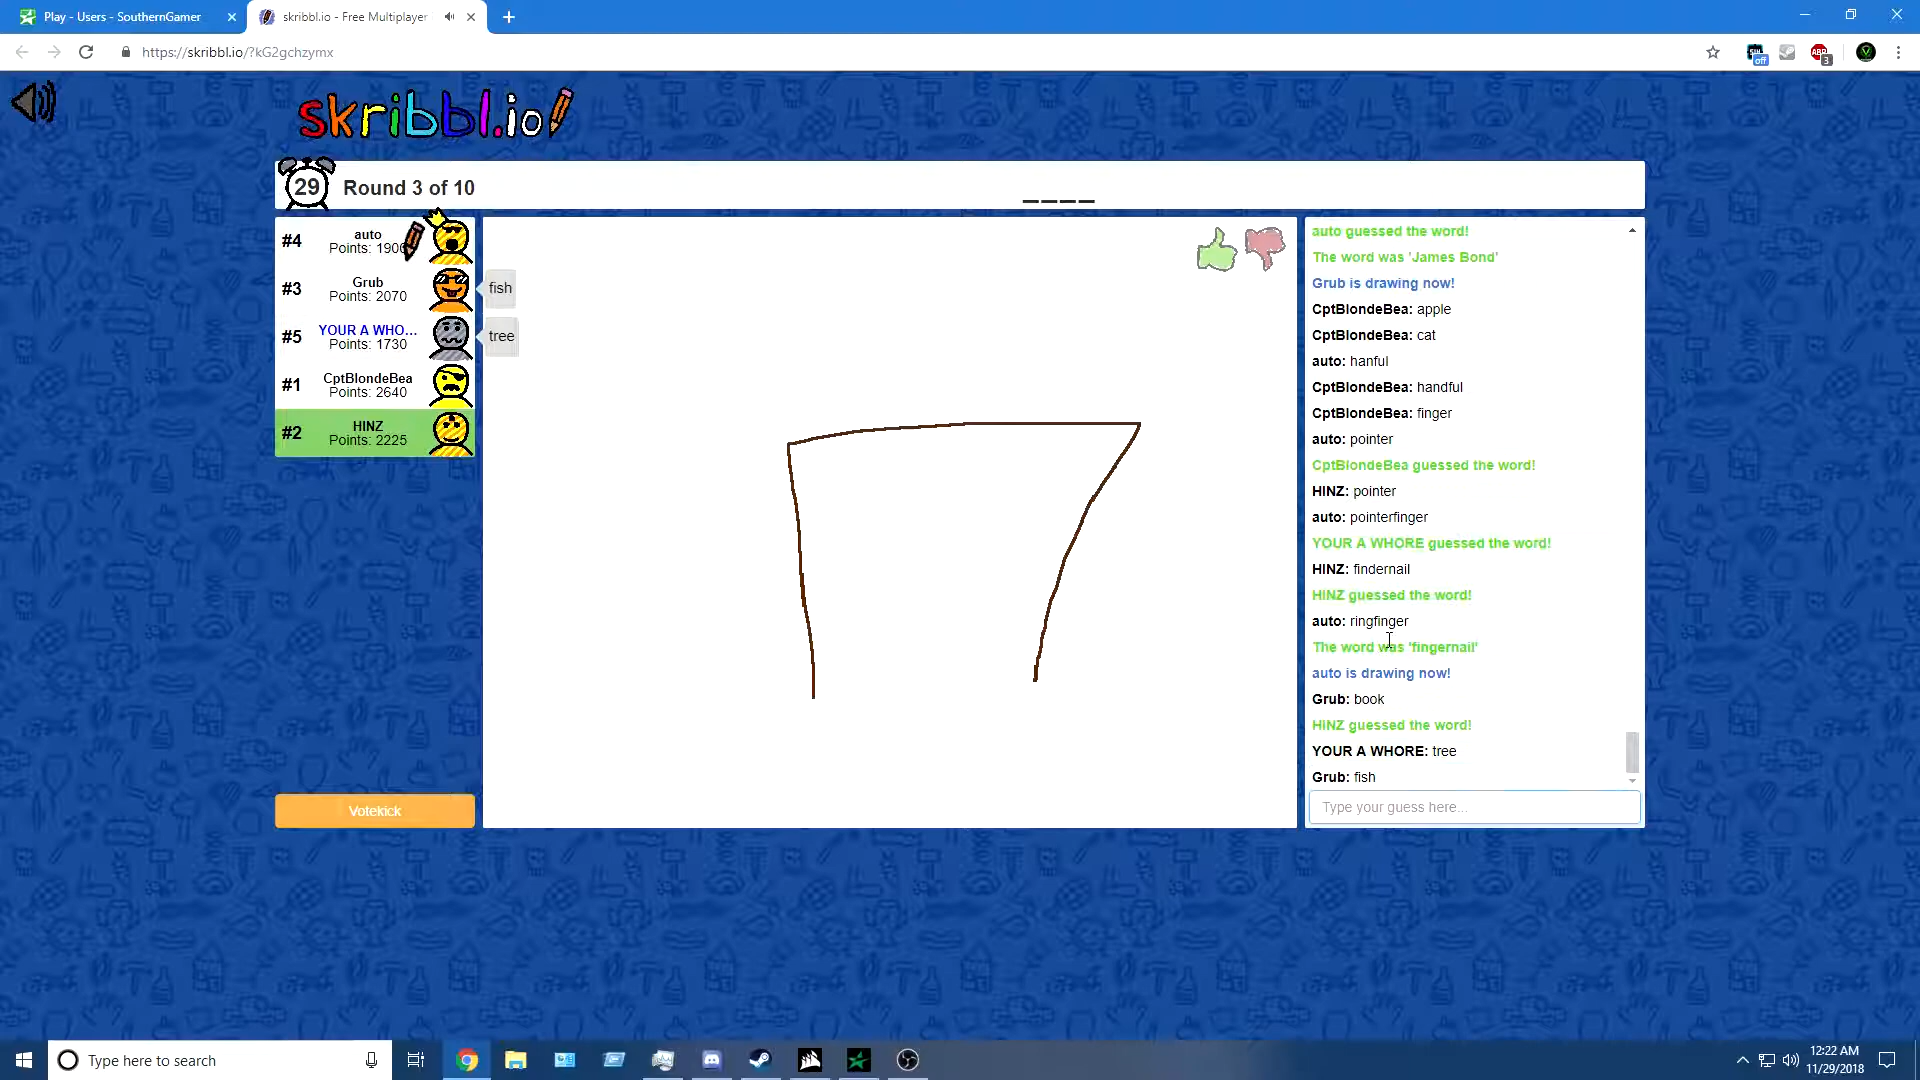 Play - Users - SouthernGamer
skribbl.io - Free Multiplayer
https://skribbl.io/?kG2gchzymx
off
ABP
3
skribbl.io
29
Round 3 of 10
_ _ _ _
#4
auto
Points: 1900
#3
Grub
Points: 2070
fish
#5
YOUR A WHO...
Points: 1730
tree
#1
CptBlondeBea
Points: 2640
#2
HINZ
Points: 2225
Votekick
auto guessed the word!
The word was 'James Bond'
Grub is drawing now!
CptBlondeBea: apple
CptBlondeBea: cat
auto: hanful
CptBlondeBea: handful
CptBlondeBea: finger
auto: pointer
CptBlondeBea guessed the word!
HINZ: pointer
auto: pointerfinger
YOUR A WHORE guessed the word!
HINZ: findernail
HINZ guessed the word!
auto: ringfinger
The word was 'fingernail'
auto is drawing now!
Grub: book
HINZ guessed the word!
YOUR A WHORE: tree
Grub: fish
Type your guess here...
Type here to search
12:22 AM
11/29/2018